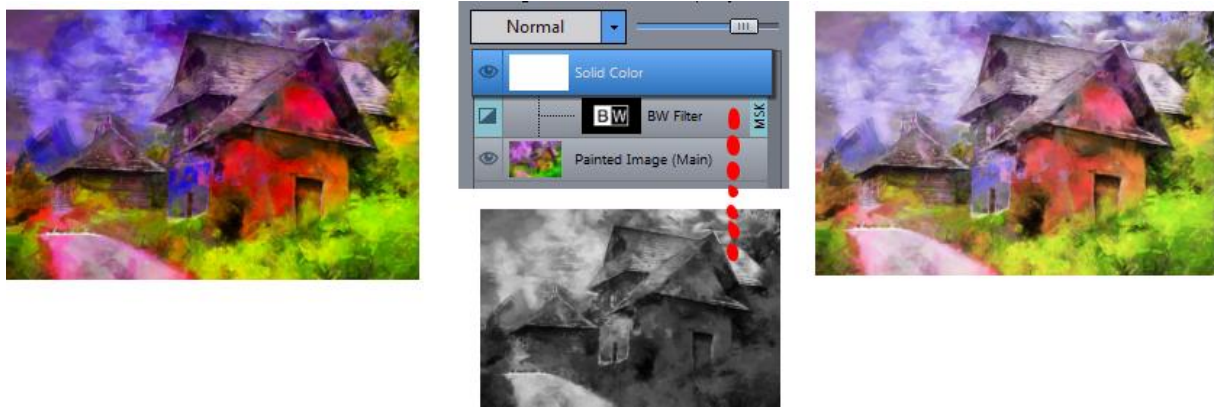 Normal
Solid Color
BW BW Filter MSK
Painted Image (Main)